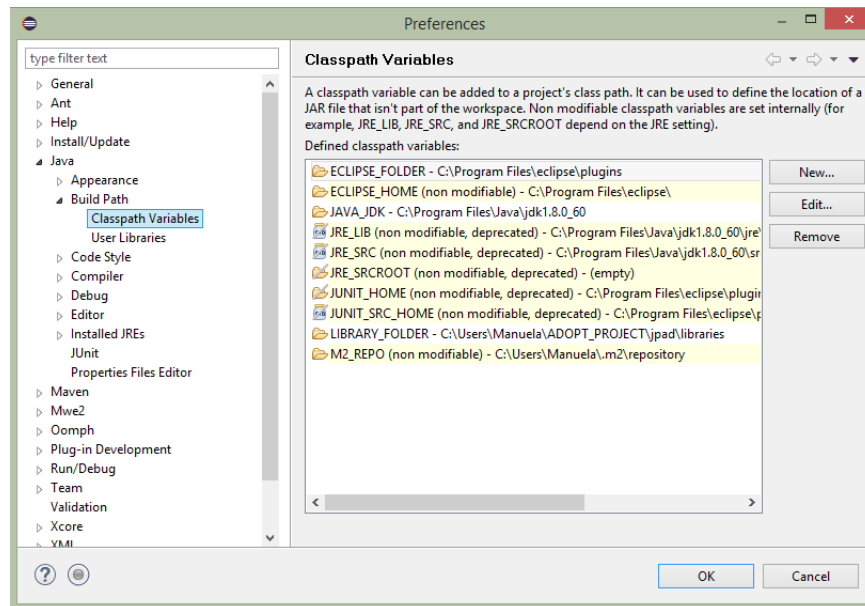 Preferences
type filter text
General
Ant
Help
Install/Update
Java
Appearance
Build Path
Classpath Variables
User Libraries
Code Style
Compiler
Debug
Editor
Installed JREs
JUnit
Properties Files Editor
Maven
Mwe2
Oomph
Plug-in Development
Run/Debug
Team
Validation
Xcore
XML
Classpath Variables
A classpath variable can be added to a project's class path. It can be used to define the location of a
JAR file that isn't part of the workspace. Non modifiable classpath variables are set internally (for
example, JRE_LIB, JRE_SRC, and JRE_SRCROOT depend on the JRE setting).
Defined classpath variables:
ECLIPSE_FOLDER - C:\Program Files\eclipse\plugins
ECLIPSE_HOME (non modifiable) - C:\Program Files\eclipse\
JAVA_JDK - C:\Program Files\Java\jdk1.8.0_60
JRE_LIB (non modifiable, deprecated) - C:\Program Files\Java\jdk1.8.0_60\jre\
JRE_SRC (non modifiable, deprecated) - C:\Program Files\Java\jdk1.8.0_60\sr
JRE_SRCROOT (non modifiable, deprecated) - (empty)
JUNIT_HOME (non modifiable, deprecated) - C:\Program Files\eclipse\plugin
JUNIT_SRC_HOME (non modifiable, deprecated) - C:\Program Files\eclipse\p
LIBRARY_FOLDER - C:\Users\Manuela\ADOPT_PROJECT\jpad\libraries
M2_REPO (non modifiable) - C:\Users\Manuela\.m2\repository
New...
Edit...
Remove
OK
Cancel